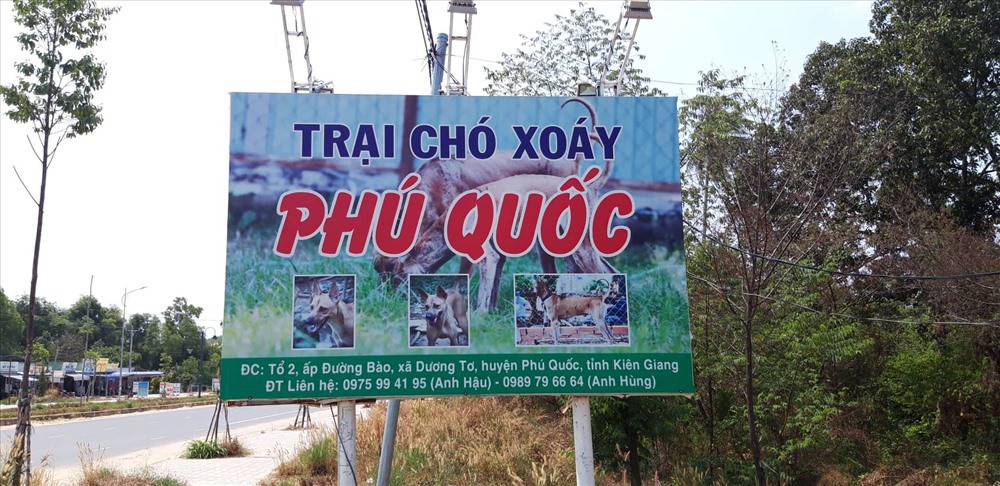 TRẠI CHÓ XOÁY
PHÚ QUỐC
ĐC: Tổ 2, ấp Đường Bào, xã Dương Tơ, huyện Phú Quốc, tỉnh Kiên Giang
ĐT Liên hệ: 0975 99 41 95 (Anh Hậu) - 0989 79 66 64 (Anh Hùng)